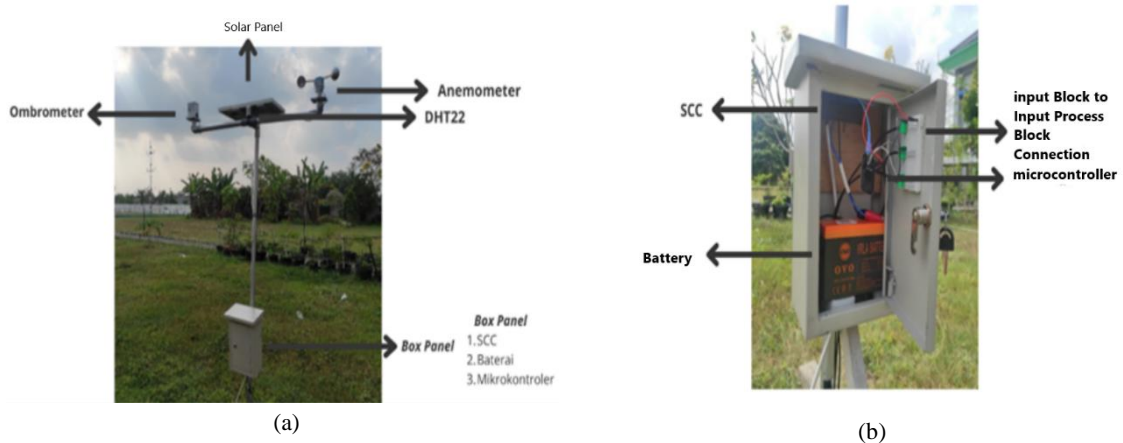 Solar Panel
Ombrometer
Anemometer
DHT22
Box Panel
Box Panel
1.SCC
2. Baterai
3.Mikrokontroler
(a)
SCC
input Block to
Input Process
Block
Connection
microcontroller
Battery
OYO
(b)